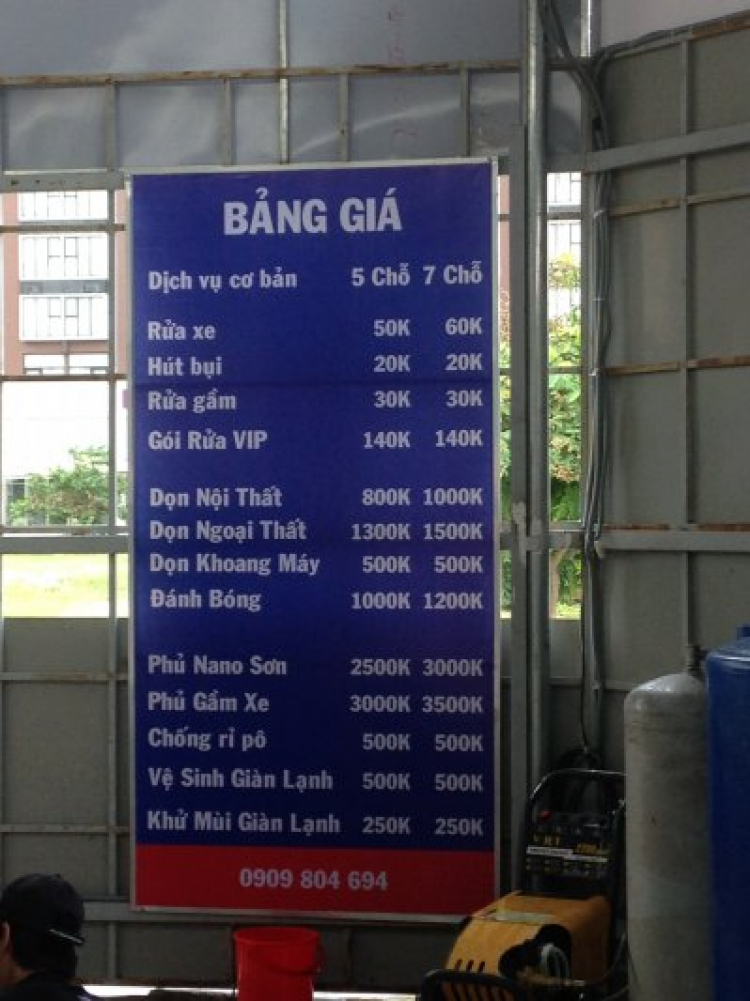 BẢNG GIÁ
Dịch vụ cơ bản 5 Chỗ 7 Chỗ
Rửa xe 50K 60K
Hút bụi 20K 20K
Rửa gầm 30K 30K
Gói Rửa VIP 140K 140K
Dọn Nội Thất 800K 1000K
Dọn Ngoại Thất 1300K 1500K
Dọn Khoang Máy 500K 500K
Đánh Bóng 1000K 1200K
Phủ Nano Sơn 2500K 3000K
Phủ Gầm Xe 3000K 3500K
Chống rỉ pô 500K 500K
Vệ Sinh Giàn Lạnh 500K 500K
Khử Mùi Giàn Lạnh 250K 250K
0909 804 694